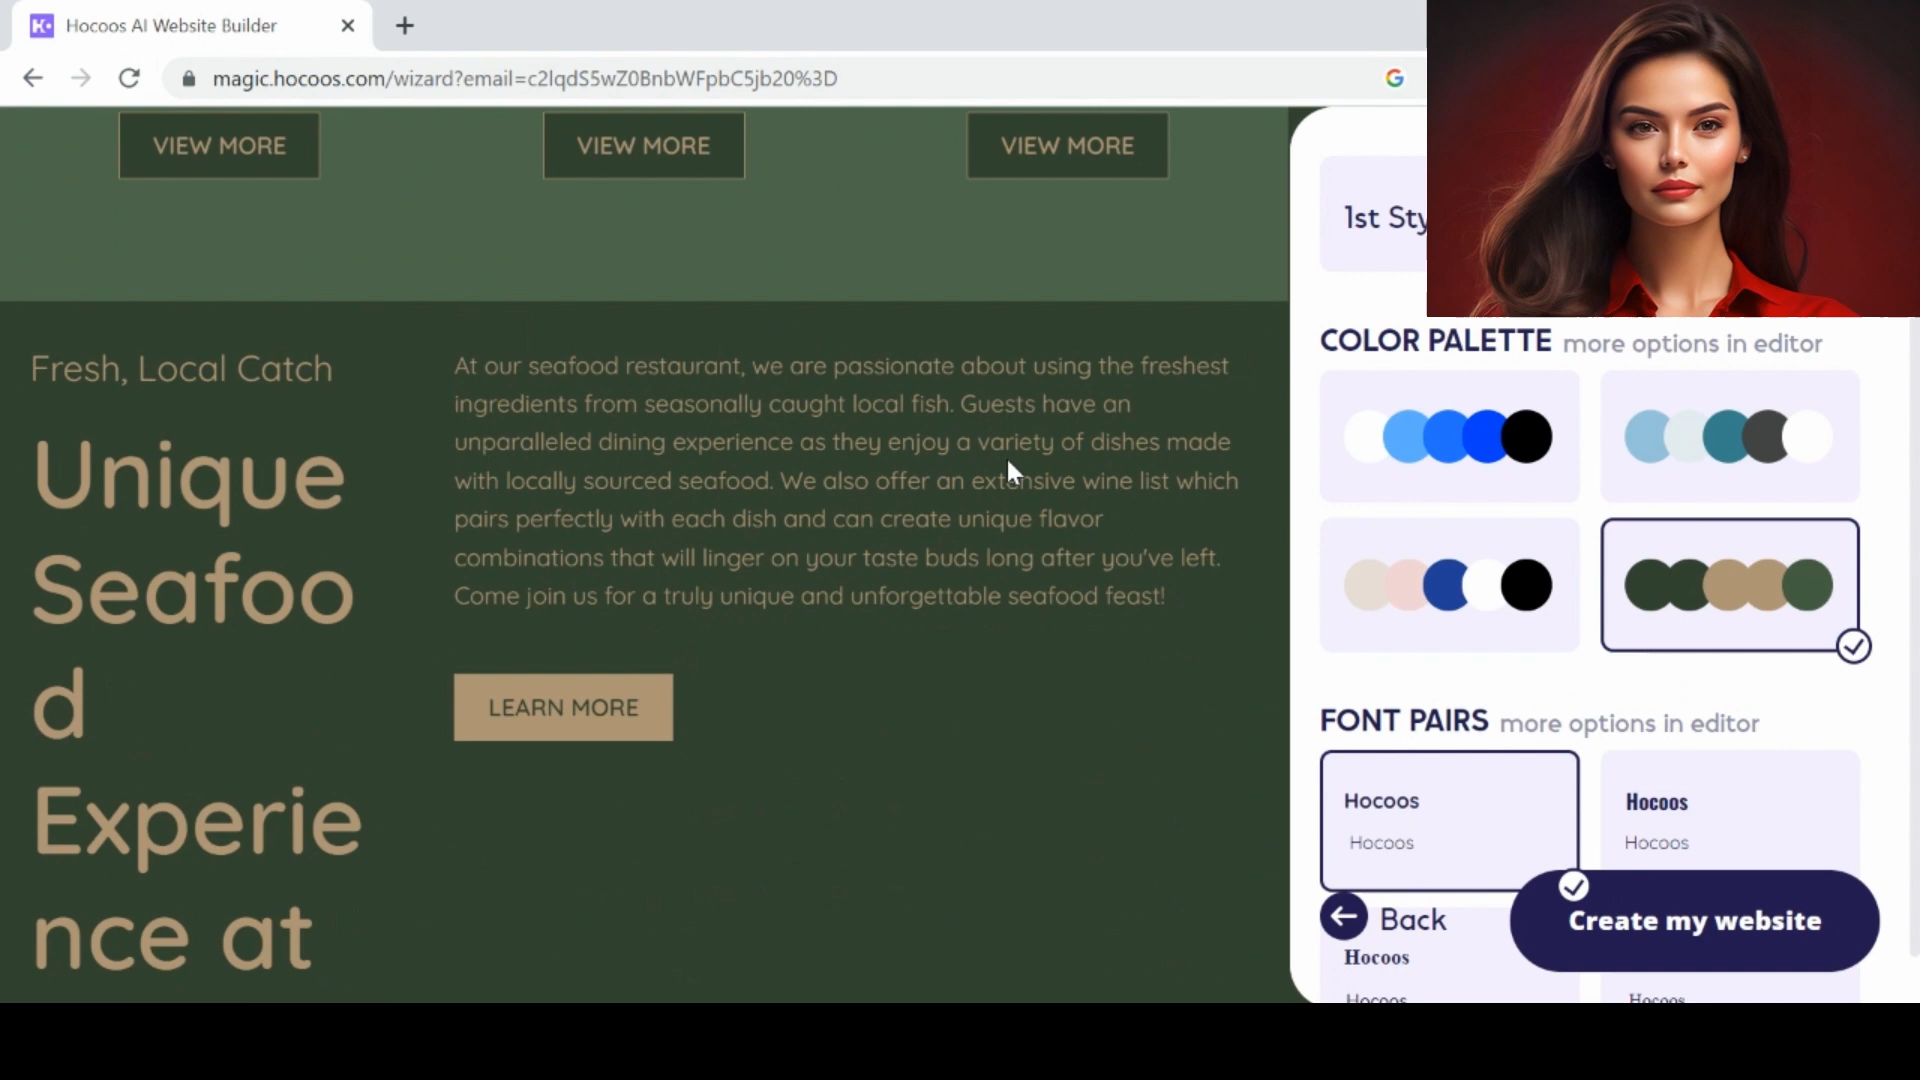 Hocoos AI Website Builder
magic.hocoos.com/wizard?email=c2lqdS5wZ0BnbWFpbC5jb20%3D
VIEW MORE
VIEW MORE
VIEW MORE
Fresh, Local Catch
Unique
Seafoo
d
Experie
nce at
At our seafood restaurant, we are passionate about using the freshest
ingredients from seasonally caught local fish. Guests have an
unparalleled dining experience as they enjoy a variety of dishes made
with locally sourced seafood. We also offer an extensive wine list which
pairs perfectly with each dish and can create unique flavor
combinations that will linger on your taste buds long after you've left.
Come join us for a truly unique and unforgettable seafood feast!
LEARN MORE
1st Sty
COLOR PALETTE more options in editor
FONT PAIRS more options in editor
Hocoos
Hocoos
Hocoos
Hocoos
Back
Create my website
Hocoos
Hocoos
Hocoos